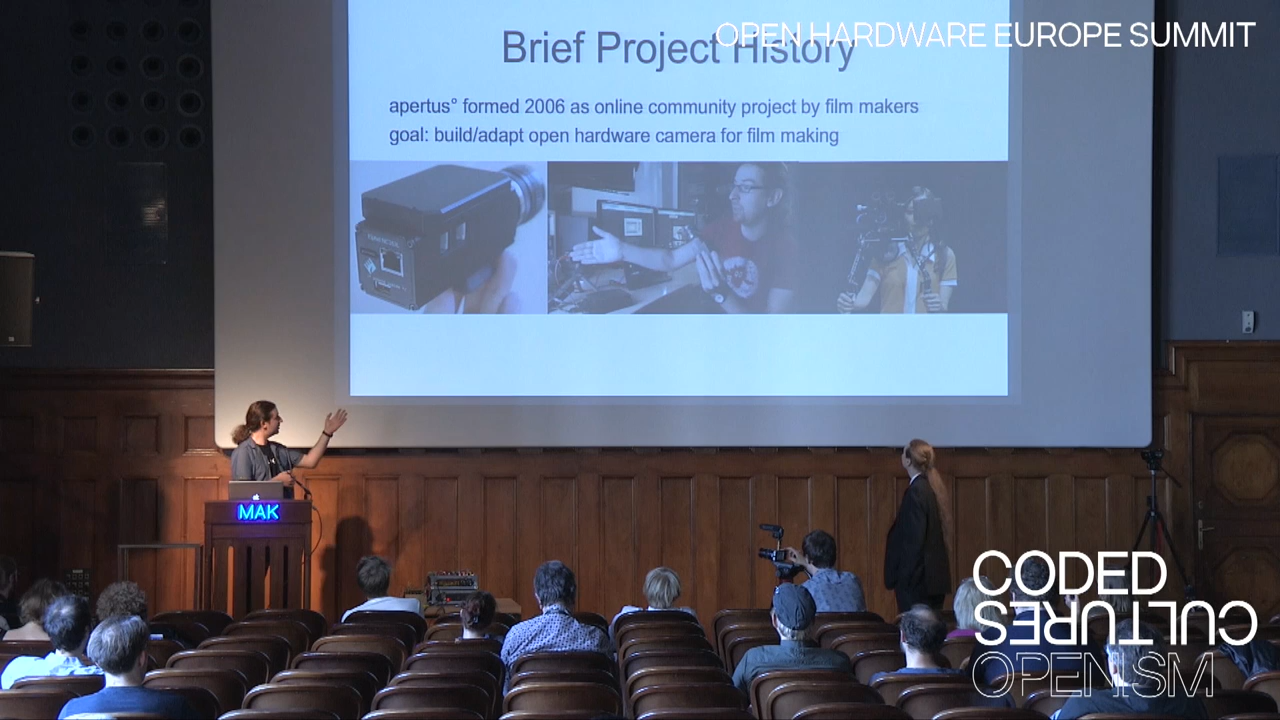 OPEN HARDWARE EUROPE SUMMIT
Brief Project History
apertus° formed 2006 as online community project by film makers
goal: build/adapt open hardware camera for film making
MAK
CODED
CULTURES
OPENISM